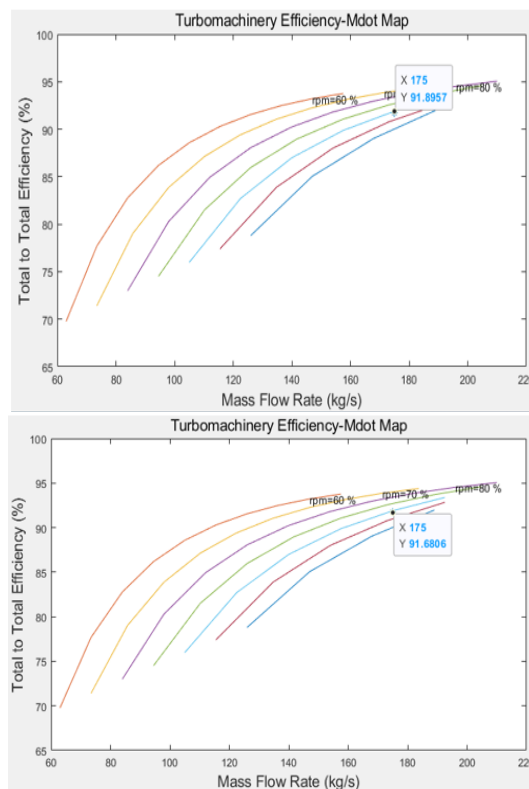 Turbomachinery Efficiency-Mdot Map
100
95
90
85
80
75
70
65
Total to Total Efficiency (%)
rpm=60 %
rpm=80 %
X 175
Y 91.8957
60 80 100 120 140 160 180 200 22
Mass Flow Rate (kg/s)
Turbomachinery Efficiency-Mdot Map
100
95
90
85
80
75
70
65
Total to Total Efficiency (%)
rpm=60 %
rpm=70 %
rpm=80 %
X 175
Y 91.6806
60 80 100 120 140 160 180 200 22
Mass Flow Rate (kg/s)